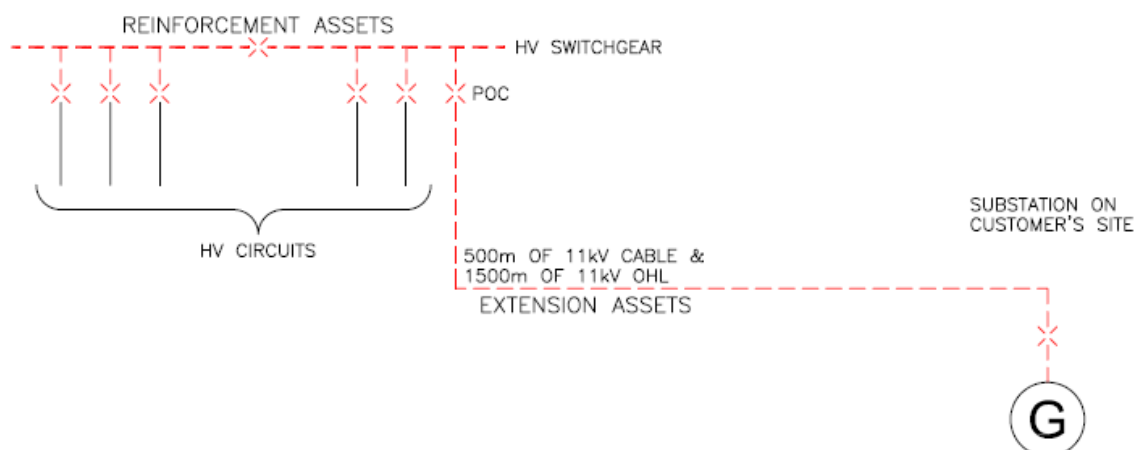 REINFORCEMENT ASSETS
HV SWITCHGEAR
POC
HV CIRCUITS
SUBSTATION ON
CUSTOMER'S SITE
500m OF 11kV CABLE &
1500m OF 11kV OHL
EXTENSION ASSETS
G